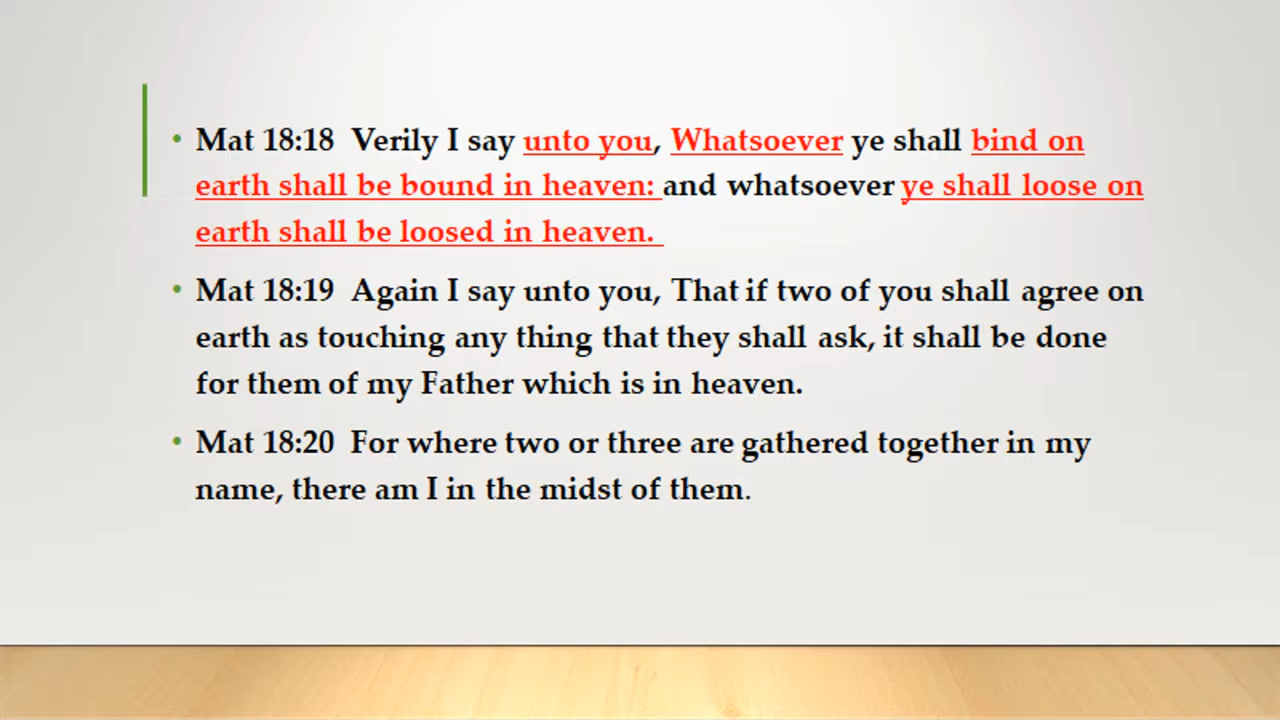 • Mat 18:18  Verily I say unto you, Whatsoever ye shall bind on
earth shall be bound in heaven: and whatsoever ye shall loose on
earth shall be loosed in heaven.
• Mat 18:19  Again I say unto you, That if two of you shall agree on
earth as touching any thing that they shall ask, it shall be done
for them of my Father which is in heaven.
• Mat 18:20  For where two or three are gathered together in my
name, there am I in the midst of them.